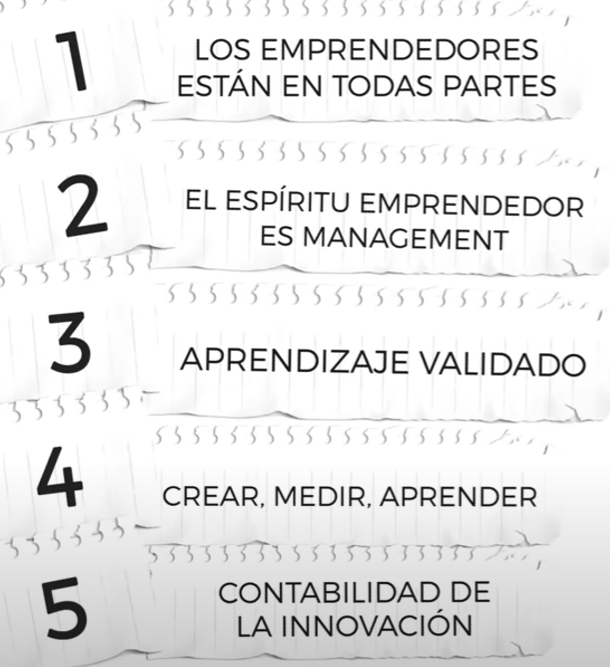 1
LOS EMPRENDEDORES
ESTÁN EN TODAS PARTES
2
EL ESPÍRITU EMPRENDEDOR
ES MANAGEMENT
3
APRENDIZAJE VALIDADO
4
CREAR, MEDIR, APRENDER
5
CONTABILIDAD DE
LA INNOVACIÓN